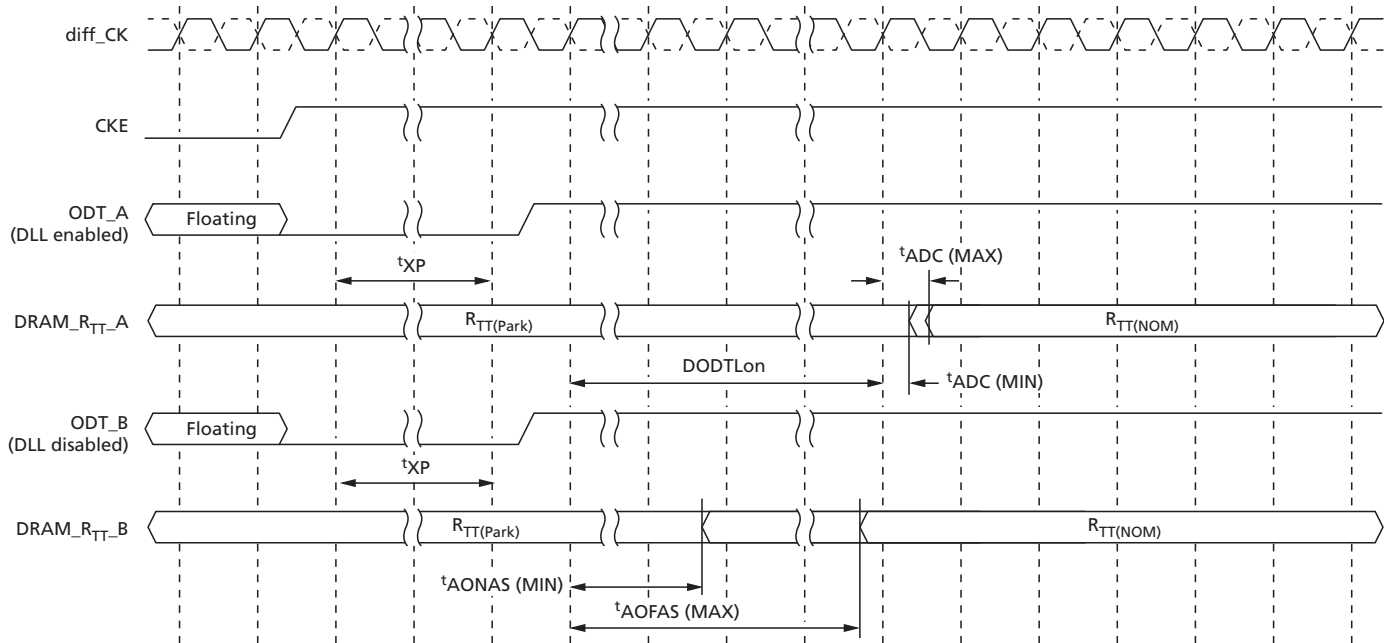 diff_CK
CKE
ODT_A
(DLL enabled)
Floating
tADC (MAX)
tXP
DRAM_RTT_A
RTT(Park)
RTT(NOM)
DODTLon
tADC (MIN)
ODT_B
(DLL disabled)
Floating
tXP
DRAM_RTT_B
RTT(Park)
RTT(NOM)
tAONAS (MIN)
tAOFAS (MAX)